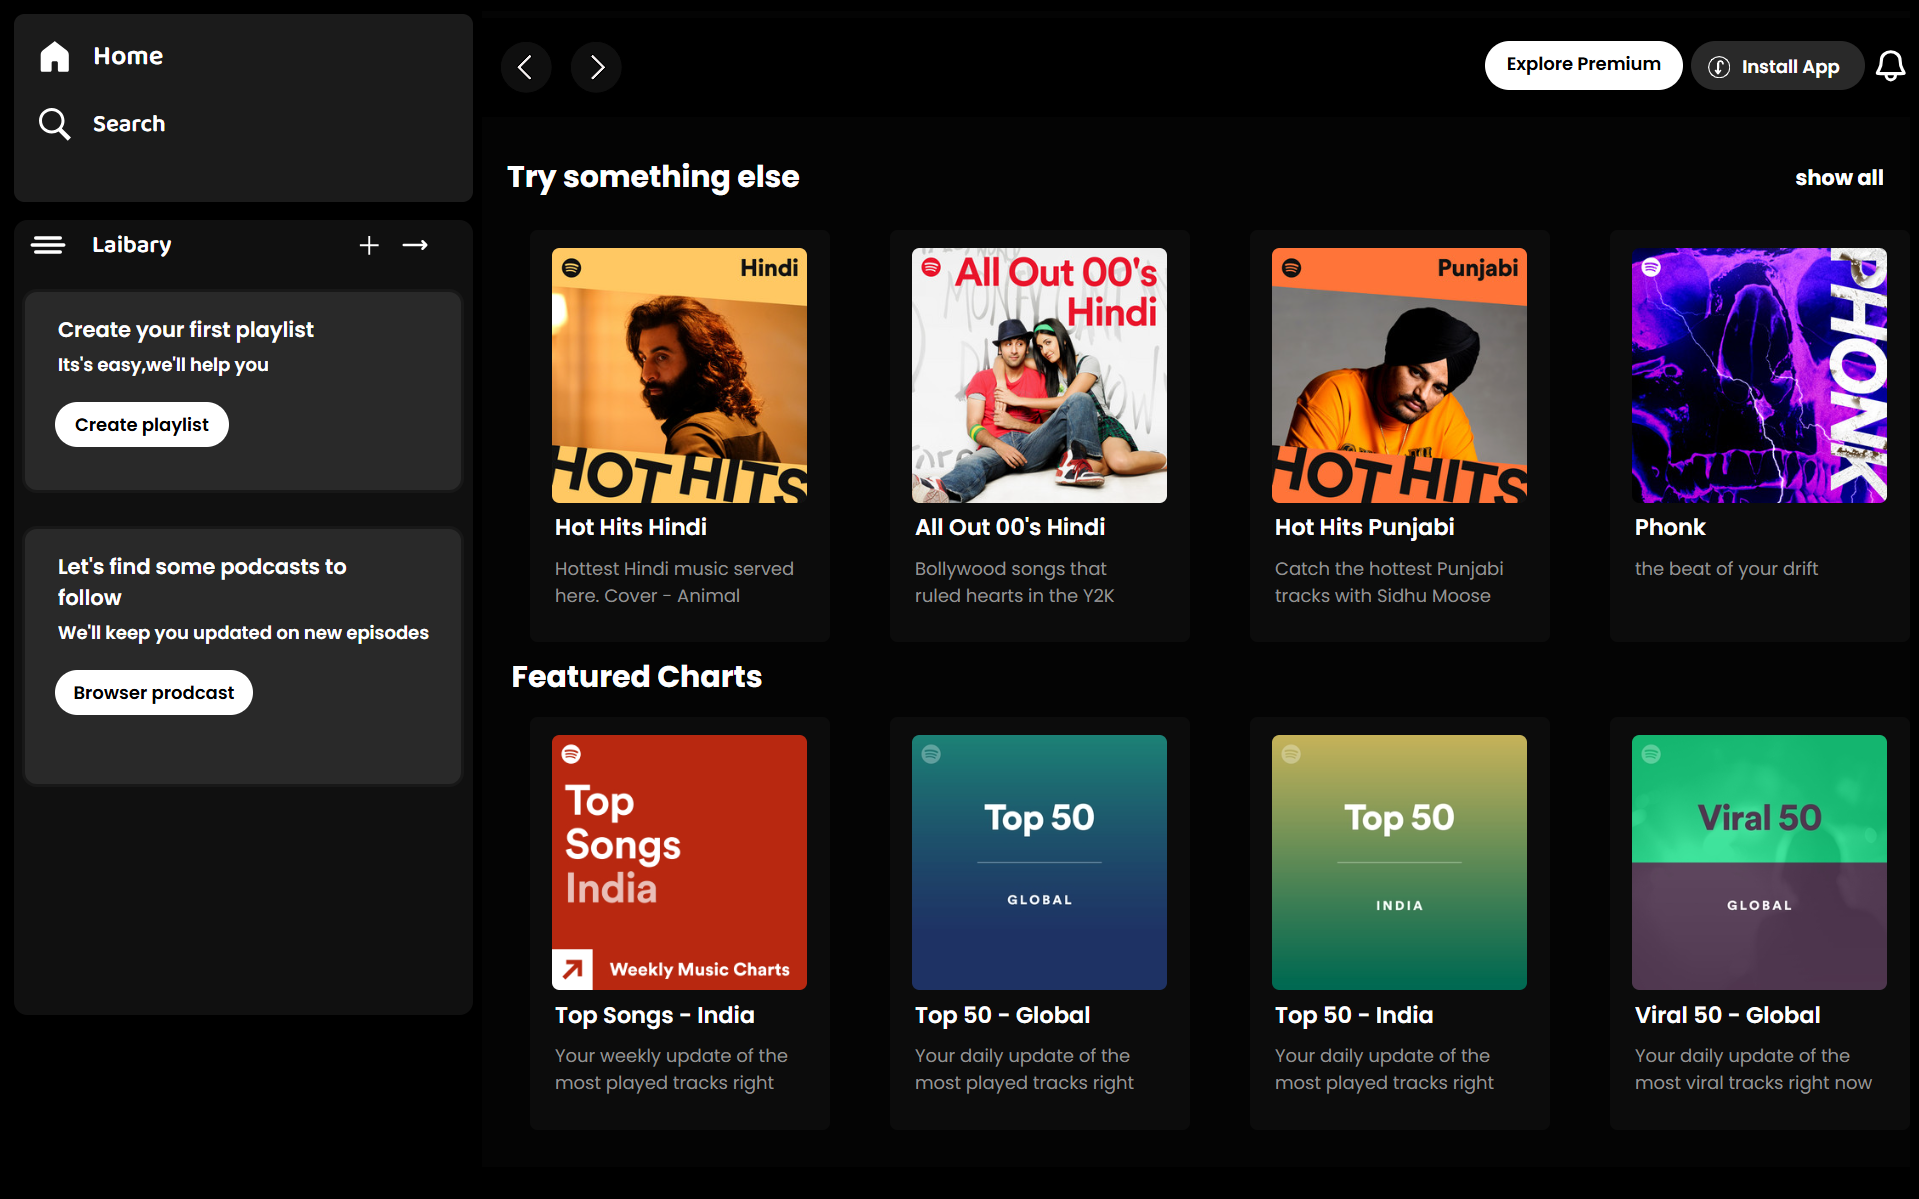 Home
Search
Laibary
Create your first playlist
Its's easy,we'll help you
Create playlist
Let's find some podcasts to
follow
We'll keep you updated on new episodes
Browser prodcast
Explore Premium
Install App
Try something else
show all
Hindi
HOT HITS
Hot Hits Hindi
Hottest Hindi music served
here. Cover - Animal
All Out 00's
Hindi
All Out 00's Hindi
Bollywood songs that
ruled hearts in the Y2K
Punjabi
HOT HITS
Hot Hits Punjabi
Catch the hottest Punjabi
tracks with Sidhu Moose
PHONK
Phonk
the beat of your drift
Featured Charts
Top
Songs
India
Weekly Music Charts
Top Songs - India
Your weekly update of the
most played tracks right
Top 50
GLOBAL
Top 50 - Global
Your daily update of the
most played tracks right
Top 50
INDIA
Top 50 - India
Your daily update of the
most played tracks right
Viral 50
GLOBAL
Viral 50 - Global
Your daily update of the
most viral tracks right now